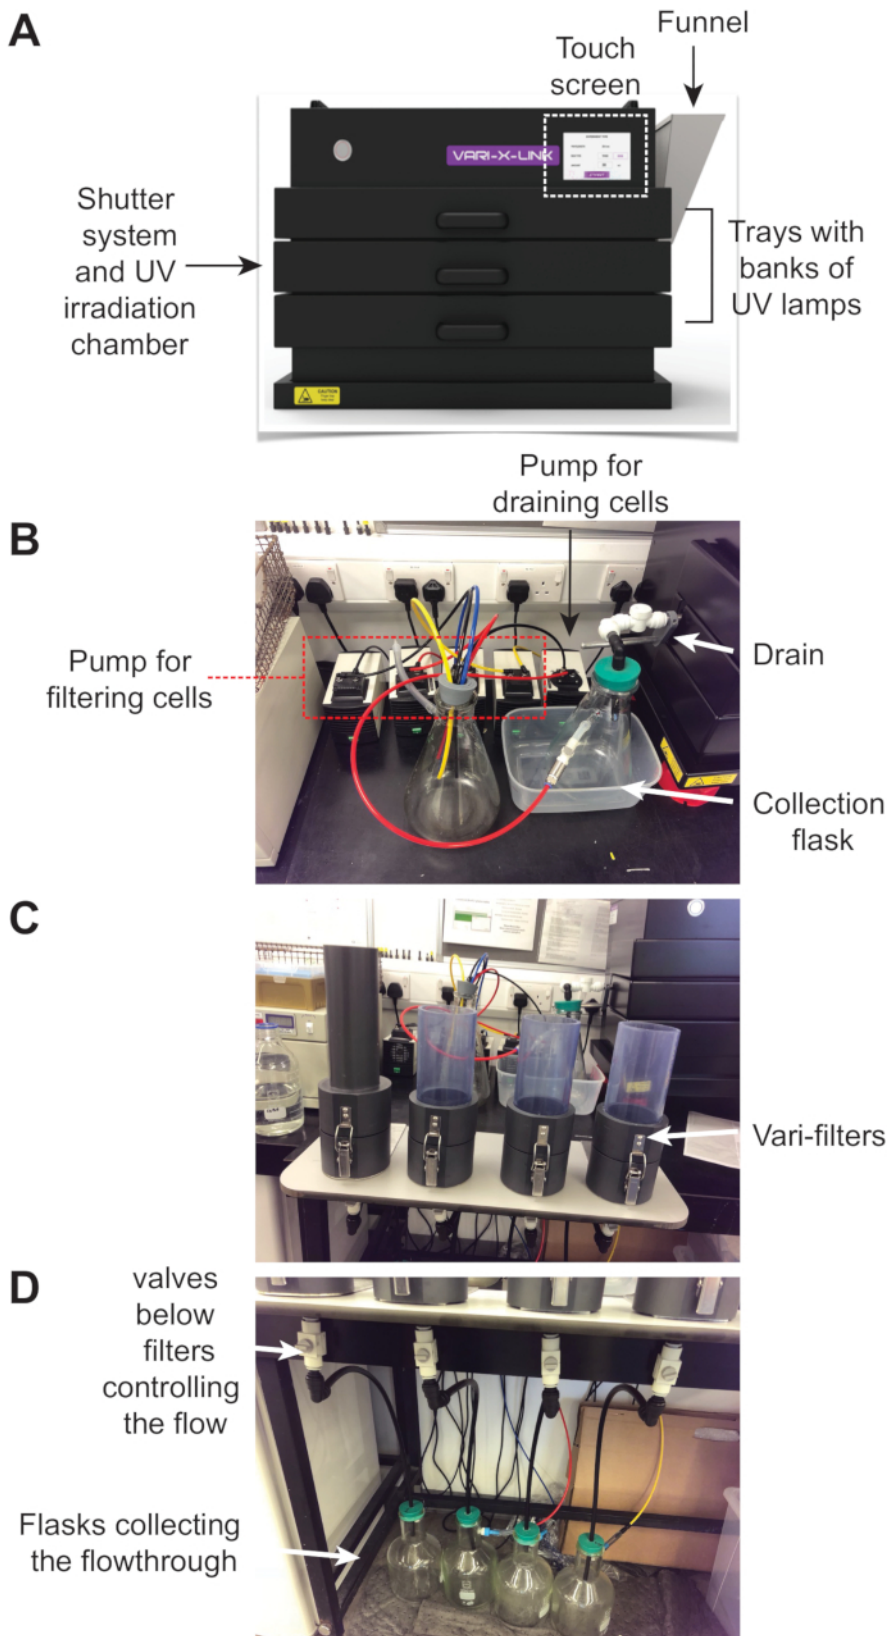 A
Funnel
Touch
screen
VARI-X-LINK
Shutter
system
and UV
irradiation
chamber
Trays with
banks of
UV lamps
CAUTION
Pump for
draining cells
B
Pump for
filtering cells
Drain
Collection
flask
C
Vari-filters
D
valves
below
filters
controlling
the flow
Flasks collecting
the flowthrough